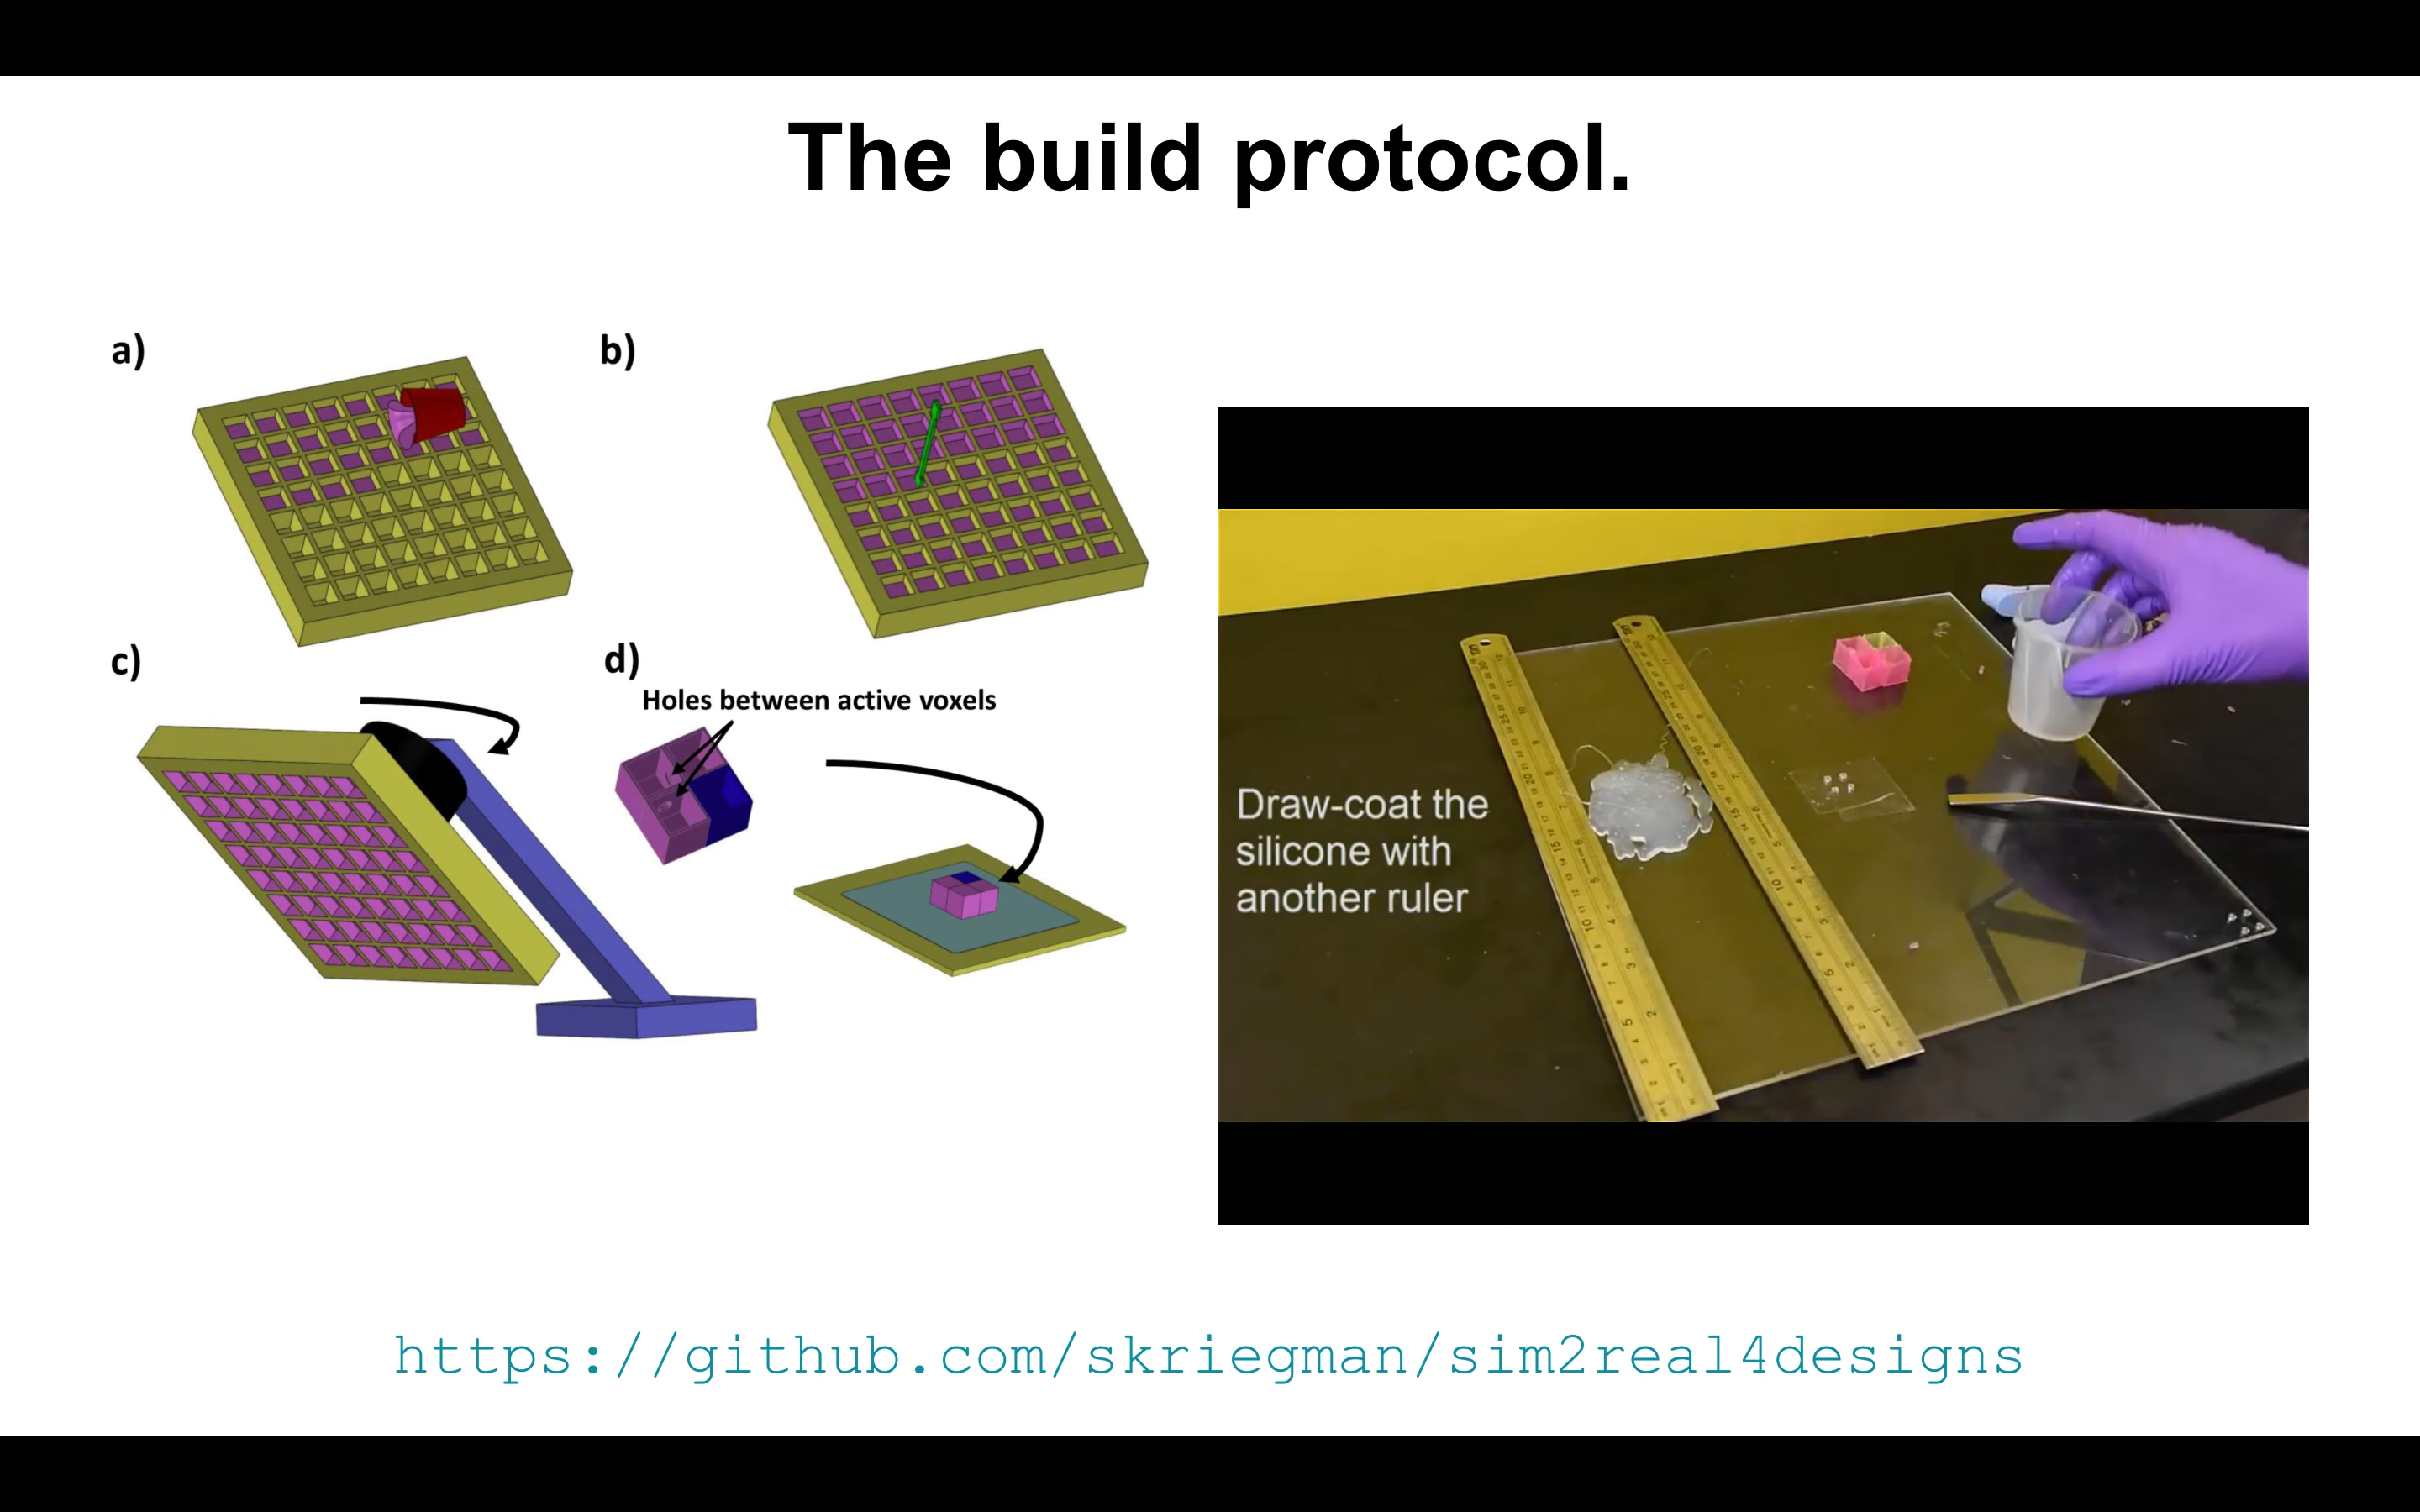 The build protocol.
a)
b)
c)
d)
Holes between active voxels
Draw-coat the
silicone with
another ruler
https://github.com/skriegman/sim2real4designs